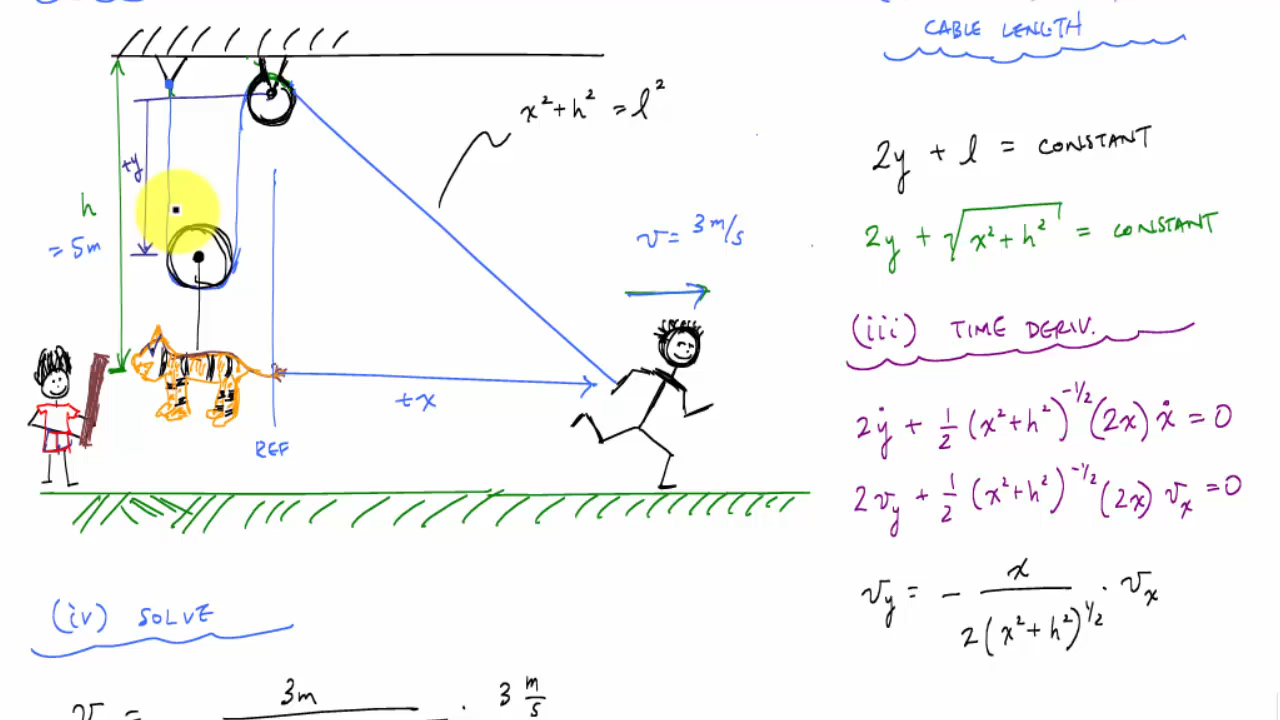 CABLE LENGTH
x² + h² = l²
2y + l = CONSTANT
+y
h
= 5m
v = 3 m/s
2y + √(x² + h²) = CONSTANT
(iii) TIME DERIV.
+x
REF
2ẏ + 1/2 (x² + h²)^(-1/2) (2x) ẋ = 0
2v_y + 1/2 (x² + h²)^(-1/2) (2x) v_x = 0
v_y = - x / 2(x² + h²)^(1/2) · v_x
(iv) SOLVE
3m · 3 m/s